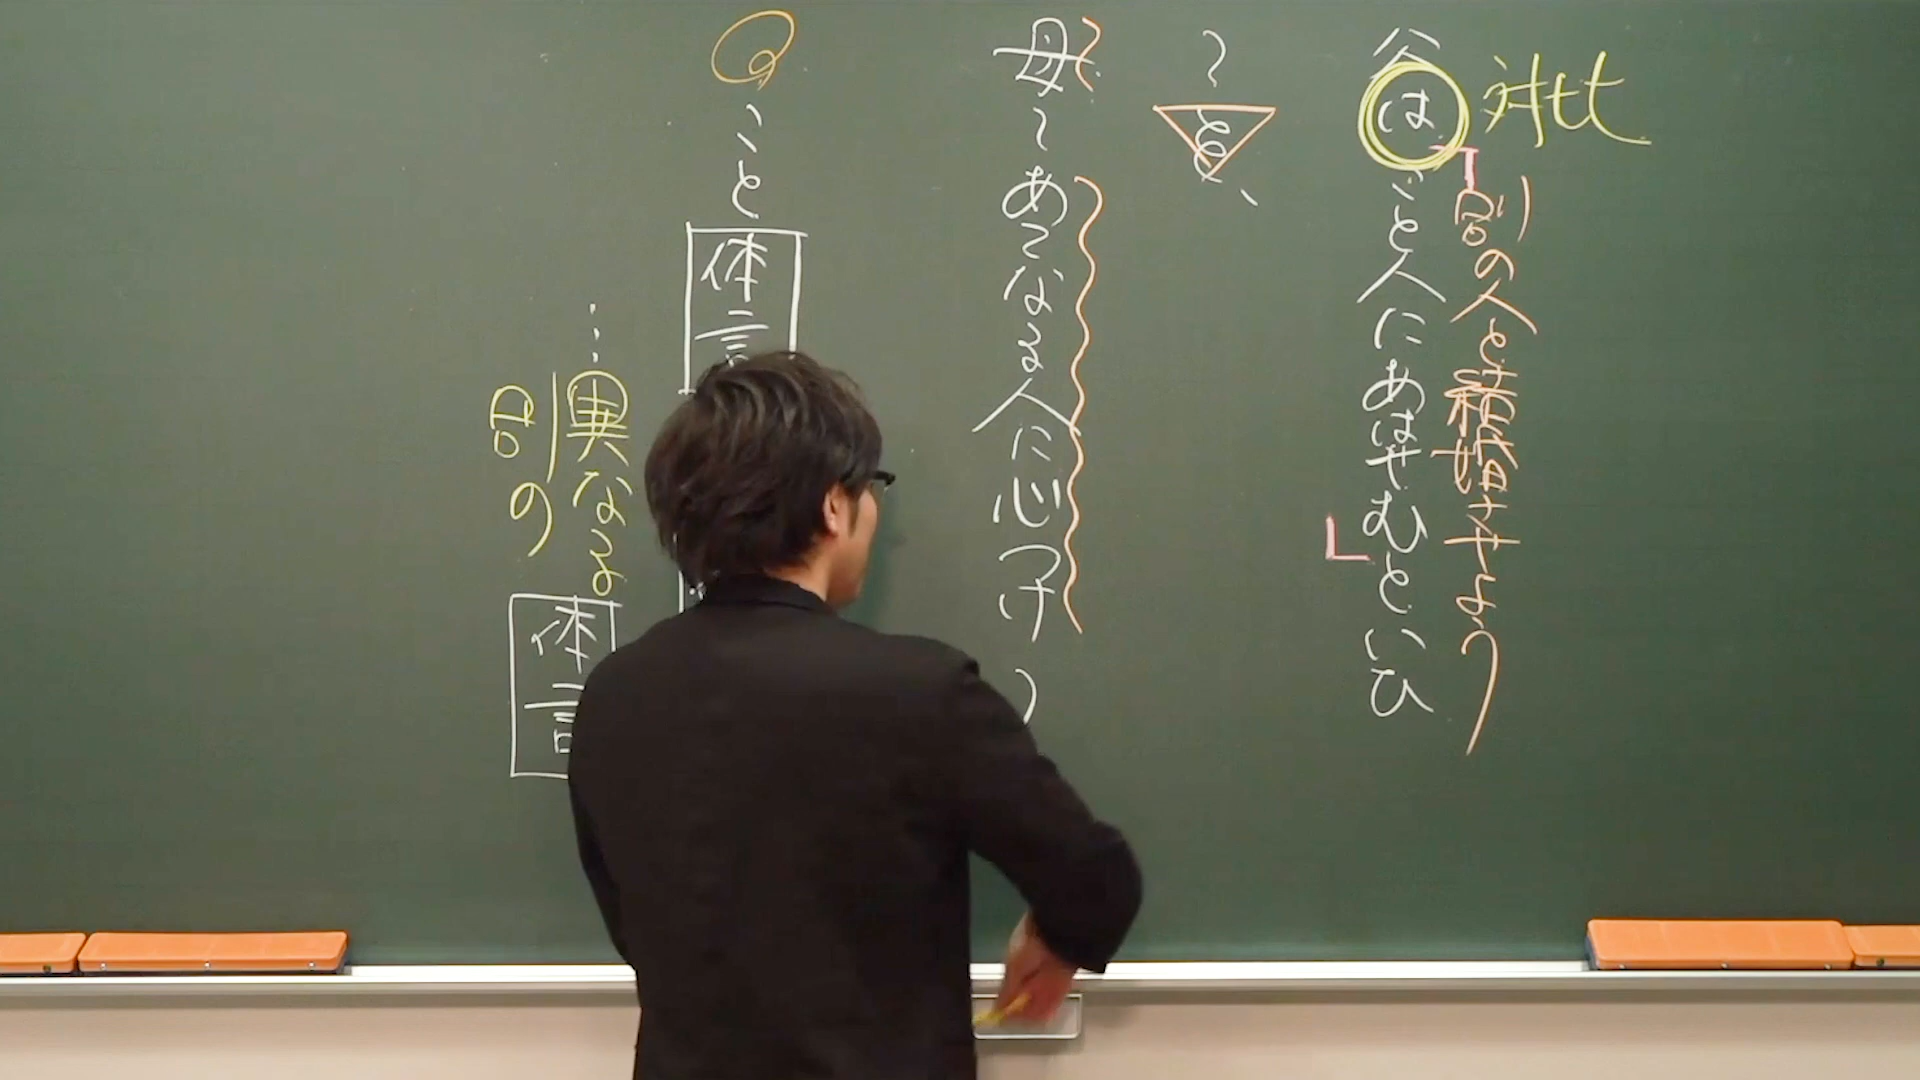 対比
別の人と結婚させよう
父は「こと人にあはせむ」といひ
〜を、
母〜あてなる人に心つけ〜
Q こと体言
…異なる体言
別の